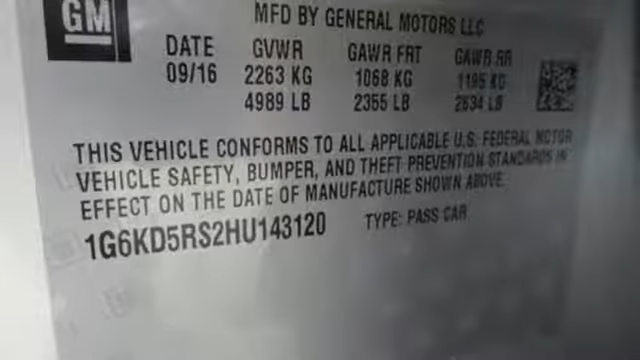 GM
MFD BY GENERAL MOTORS LLC
DATE GVWR GAWR FRT GAWR RR
09/16 2263 KG 1068 KG 1195 KG
4989 LB 2355 LB 2634 LB
THIS VEHICLE CONFORMS TO ALL APPLICABLE U.S. FEDERAL MOTOR
VEHICLE SAFETY, BUMPER, AND THEFT PREVENTION STANDARDS IN
EFFECT ON THE DATE OF MANUFACTURE SHOWN ABOVE.
1G6KD5RS2HU143120 TYPE: PASS CAR